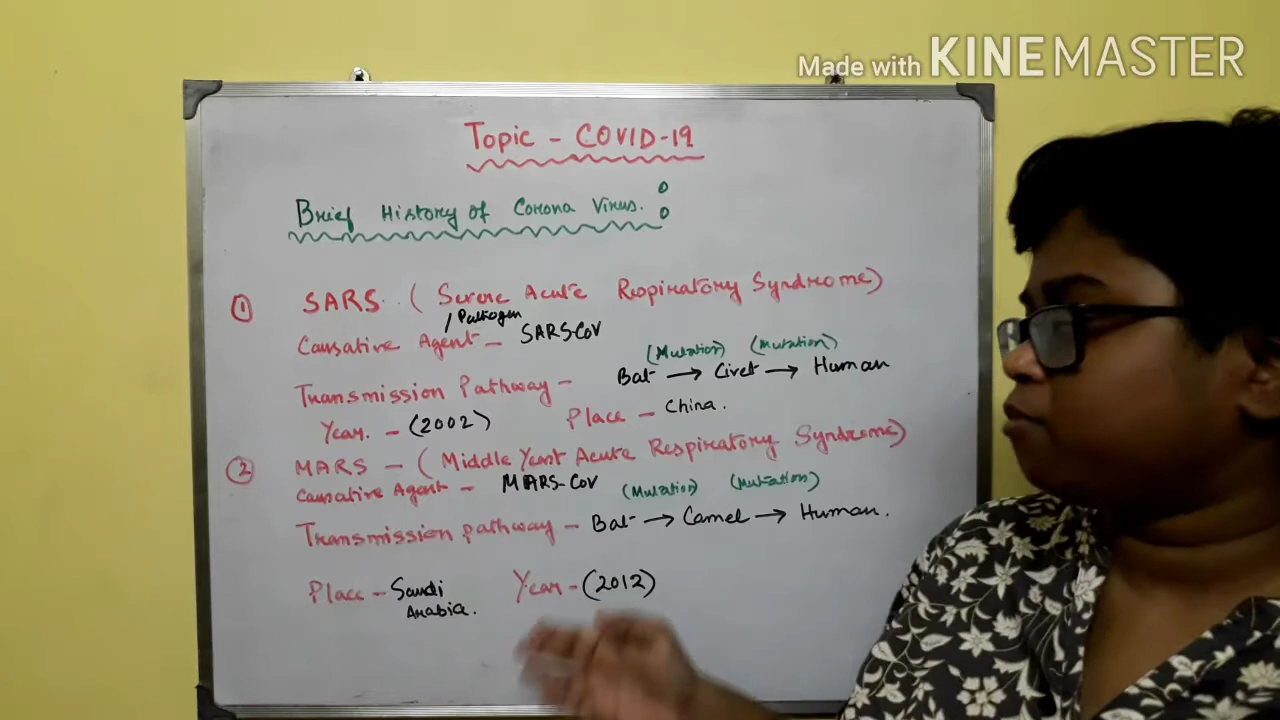 Made with KINEMASTER
Topic - COVID-19
Brief History of Corona Virus. :
① SARS. ( Severe Acute Respiratory Syndrome)
/ Pathogen
Causative Agent - SARS-CoV
(Mutation) (Mutation)
Transmission Pathway - Bat → Civet → Human
Year. - (2002) Place - China.
② MARS - ( Middle Yeast Acute Respiratory Syndrome)
Causative Agent - MARS-CoV (Mutation) (Mutation)
Transmission pathway - Bat → Camel → Human.
Place - Saudi Arabia. Year - (2012)